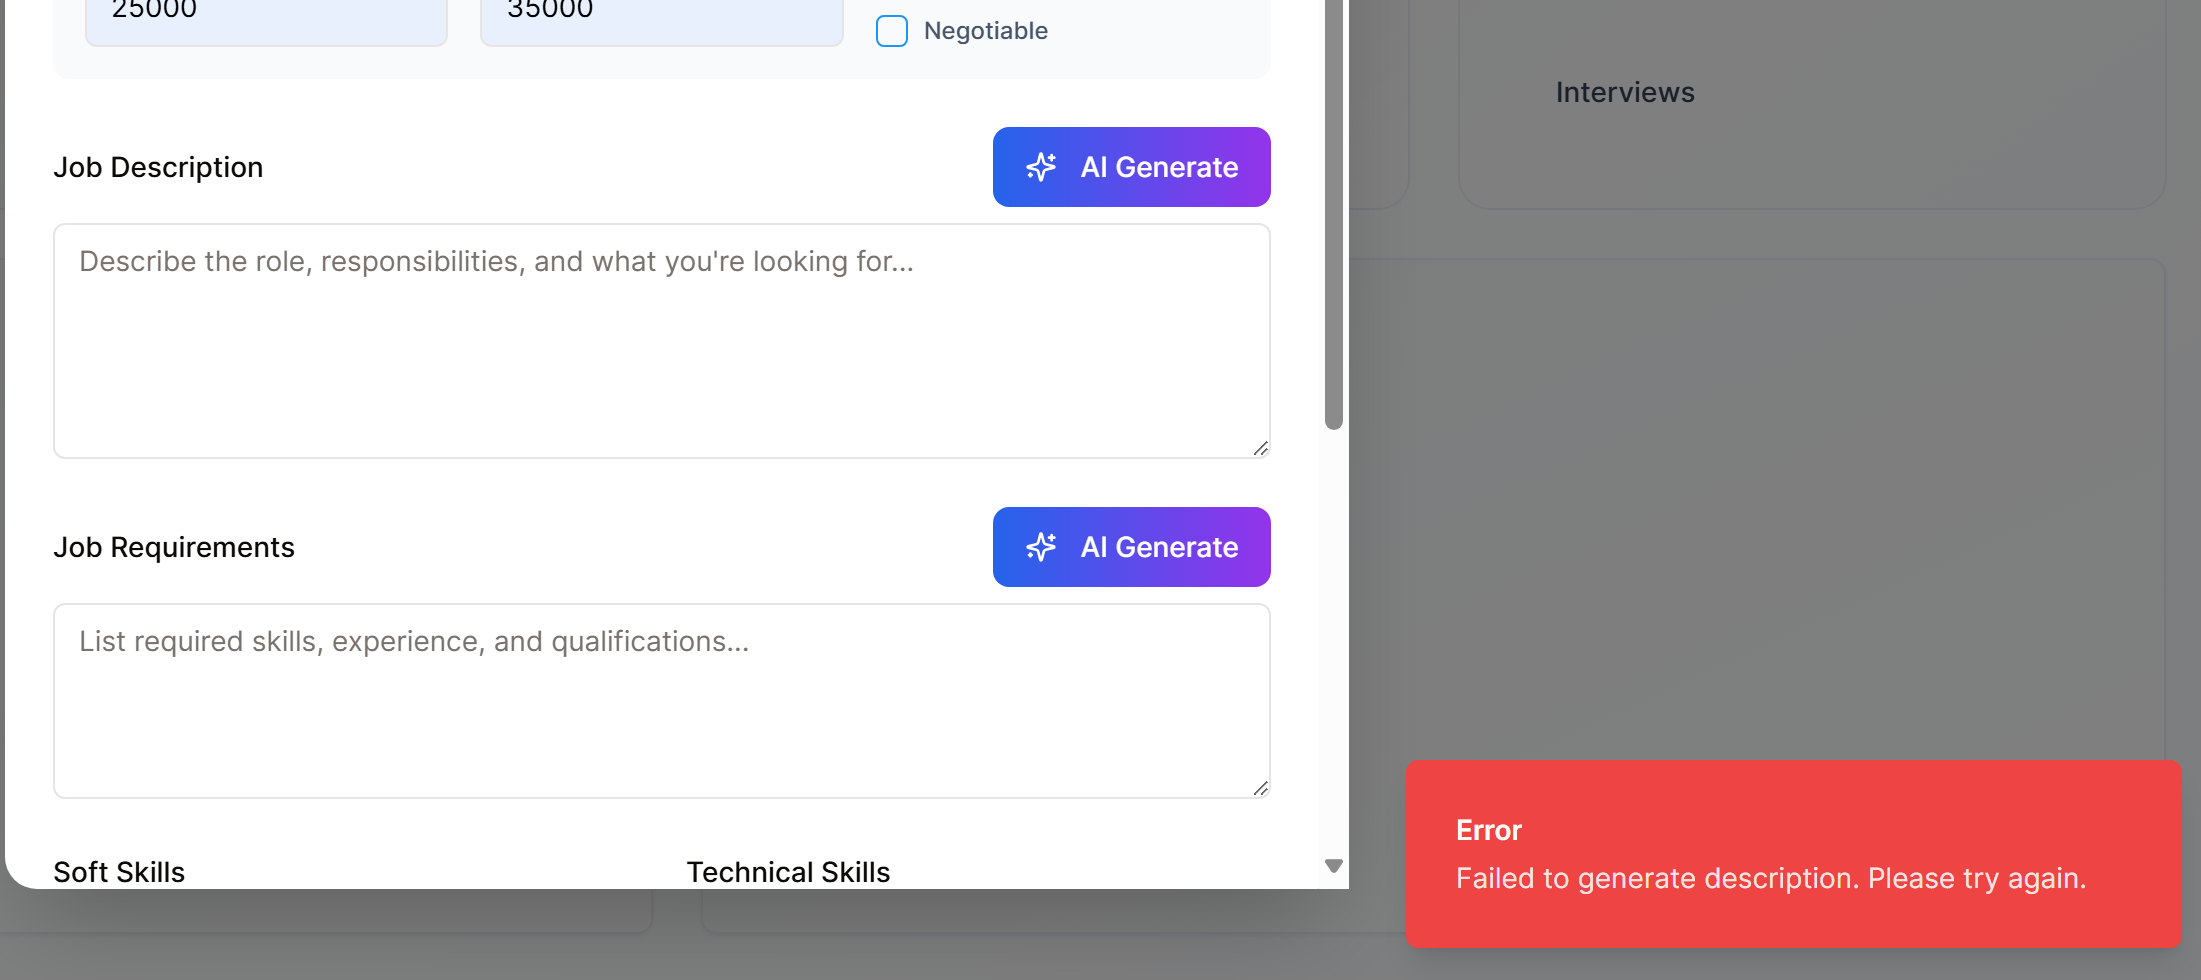 25000
35000
Negotiable
Interviews
Job Description
AI Generate
Describe the role, responsibilities, and what you're looking for...
Job Requirements
AI Generate
List required skills, experience, and qualifications...
Soft Skills
Technical Skills
Error
Failed to generate description. Please try again.